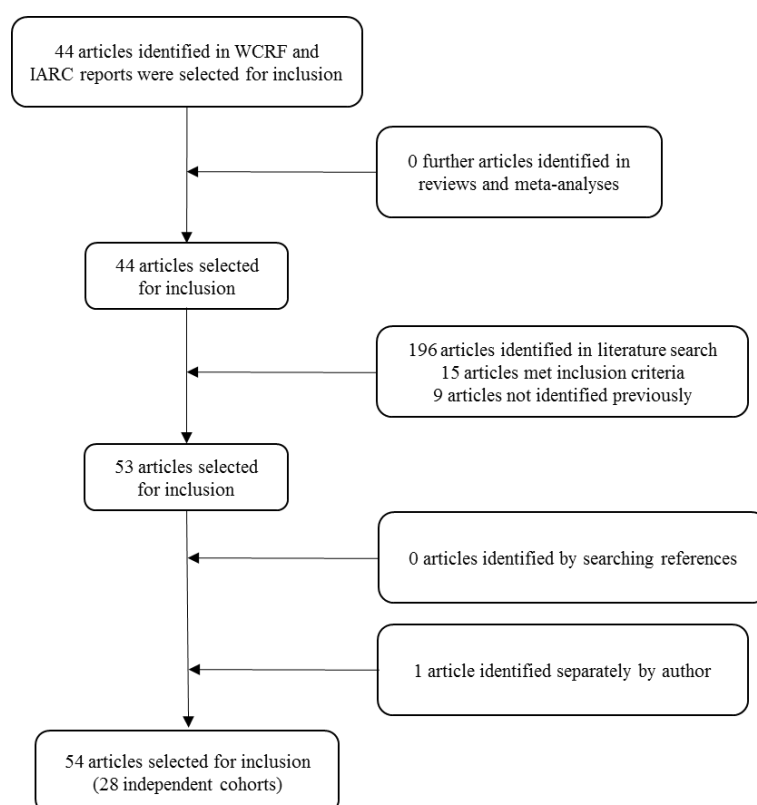 44 articles identified in WCRF and
IARC reports were selected for inclusion
0 further articles identified in
reviews and meta-analyses
44 articles selected
for inclusion
196 articles identified in literature search
15 articles met inclusion criteria
9 articles not identified previously
53 articles selected
for inclusion
0 articles identified by searching references
1 article identified separately by author
54 articles selected for inclusion
(28 independent cohorts)